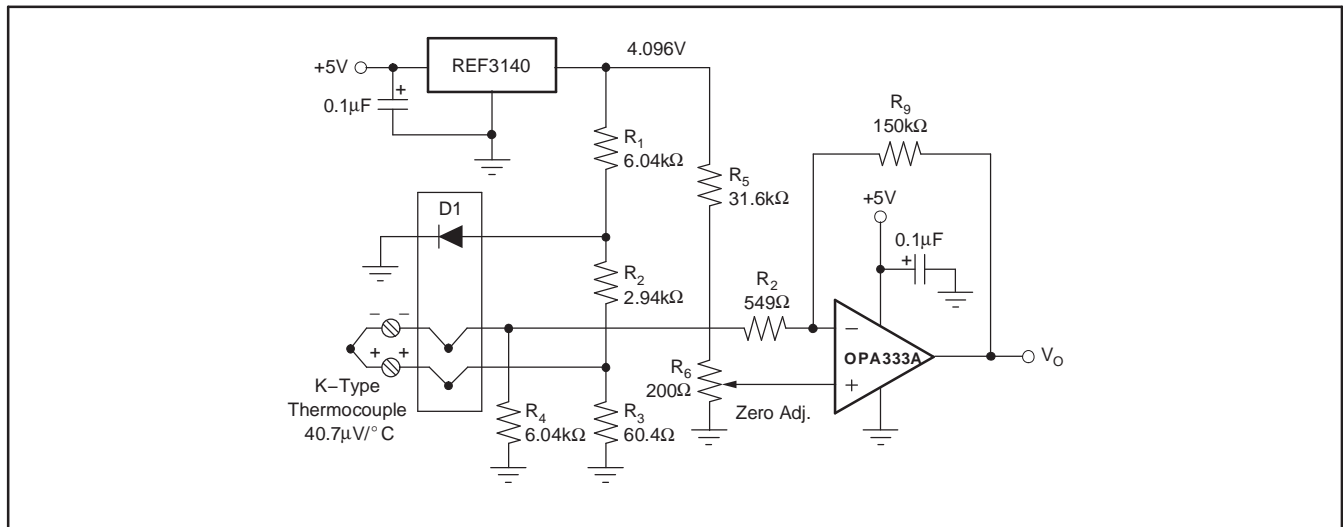 4.096V
+5V
REF3140
+
0.1μF
R1
6.04kΩ
R9
150kΩ
R5
31.6kΩ
+5V
D1
0.1μF
+
R2
2.94kΩ
R2
549Ω
− −
−
OPA333A
VO
+ +
R6
200Ω
+
K−Type
Thermocouple
40.7μV/°C
Zero Adj.
R4
6.04kΩ
R3
60.4Ω